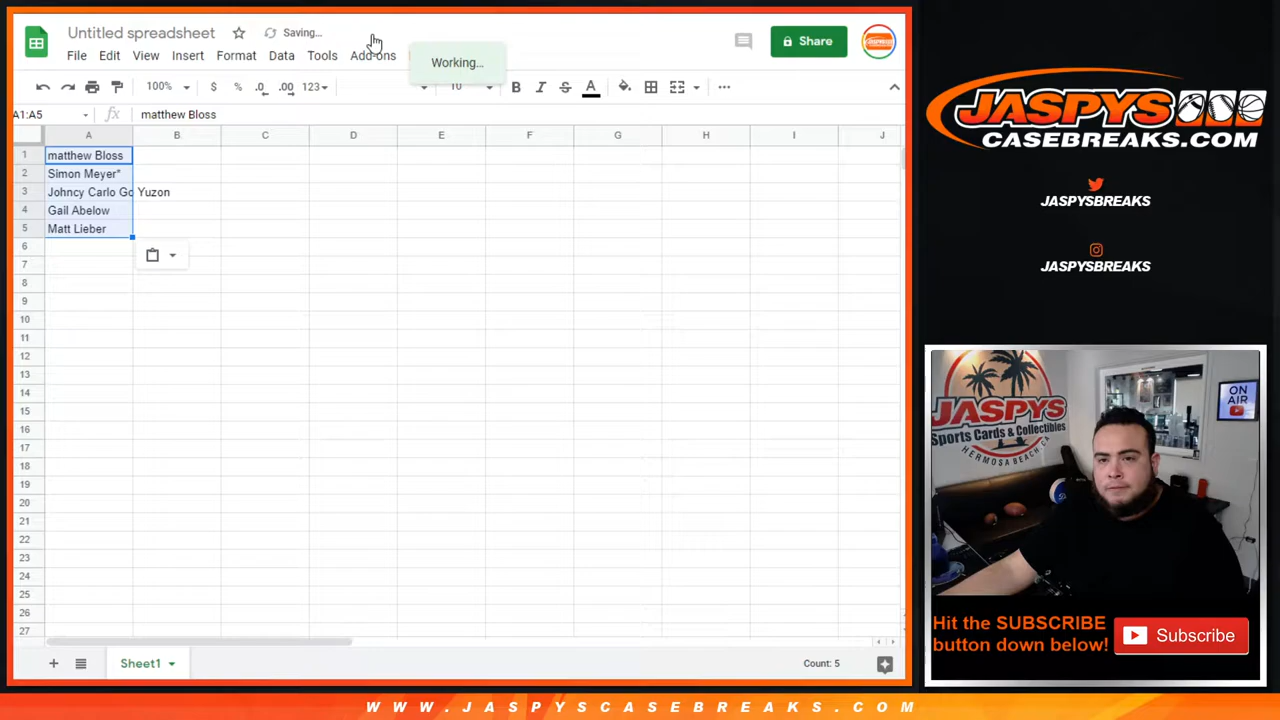 Untitled spreadsheet Saving...
File Edit View Insert Format Data Tools Add-ons
Working...
Share
100% $ % .0 .00 123 10 B I S A
A1:A5 fx matthew Bloss
A B C D E F G H I J
1 matthew Bloss
2 Simon Meyer"
3 Johncy Carlo Go Yuzon
4 Gail Abelow
5 Matt Lieber
6
7
8
9
10
11
12
13
14
15
16
17
18
19
20
21
22
23
24
25
26
27
Sheet1 Count: 5
JASPYS
CASEBREAKS.COM
JASPYSBREAKS
JASPYSBREAKS
JASPYS
Sports Cards & Collectibles
HERMOSA BEACH, CA
ON
AIR
Hit the SUBSCRIBE
button down below!
Subscribe
WWW.JASPYSCASEBREAKS.COM